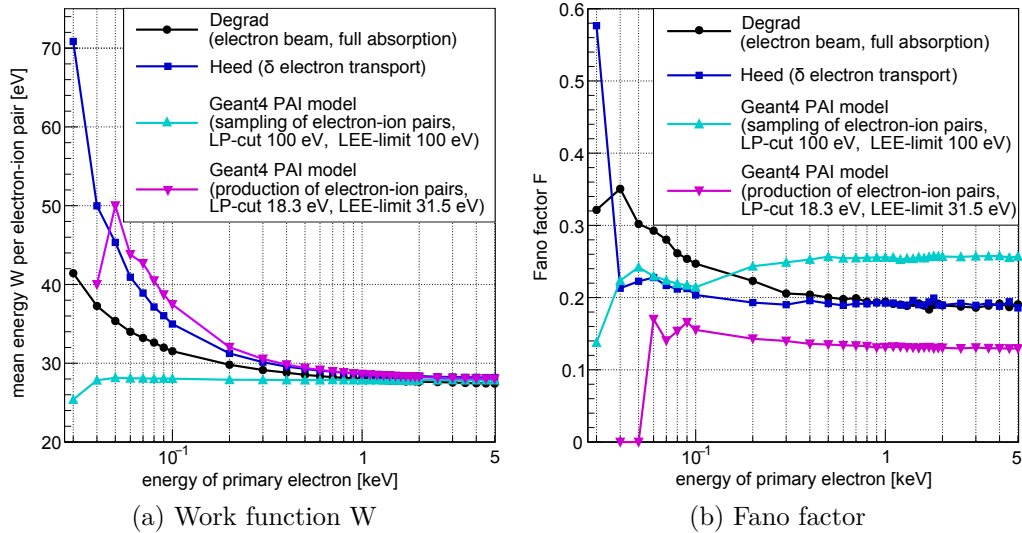 Degrad
(electron beam, full absorption)
Heed (δ electron transport)
Geant4 PAI model
(sampling of electron-ion pairs,
LP-cut 100 eV, LEE-limit 100 eV)
Geant4 PAI model
(production of electron-ion pairs,
LP-cut 18.3 eV, LEE-limit 31.5 eV)
mean energy W per electron-ion pair [eV]
70
60
50
40
30
20
10⁻¹
1
5
energy of primary electron [keV]
(a) Work function W
Degrad
(electron beam, full absorption)
Heed (δ electron transport)
Geant4 PAI model
(sampling of electron-ion pairs,
LP-cut 100 eV, LEE-limit 100 eV)
Geant4 PAI model
(production of electron-ion pairs,
LP-cut 18.3 eV, LEE-limit 31.5 eV)
Fano factor F
0.6
0.5
0.4
0.3
0.2
0.1
0
10⁻¹
1
5
energy of primary electron [keV]
(b) Fano factor